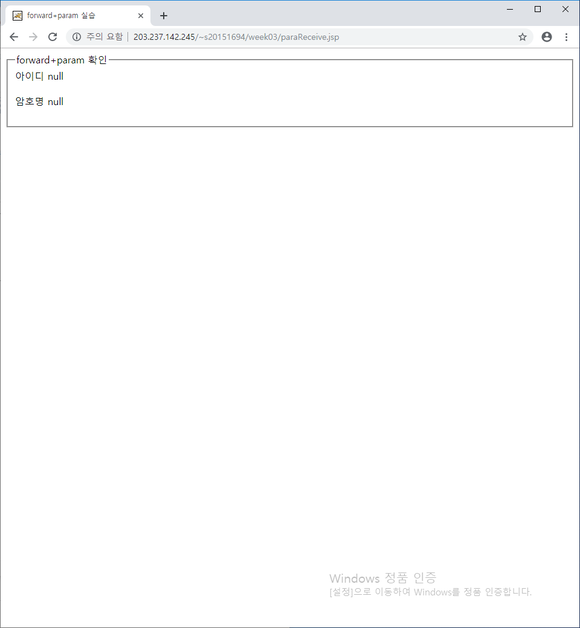 forward+param 실습
주의 요함 | 203.237.142.245/~s20151694/week03/paraReceive.jsp
forward+param 확인
아이디 null
암호명 null
Windows 정품 인증
[설정]으로 이동하여 Windows를 정품 인증합니다.